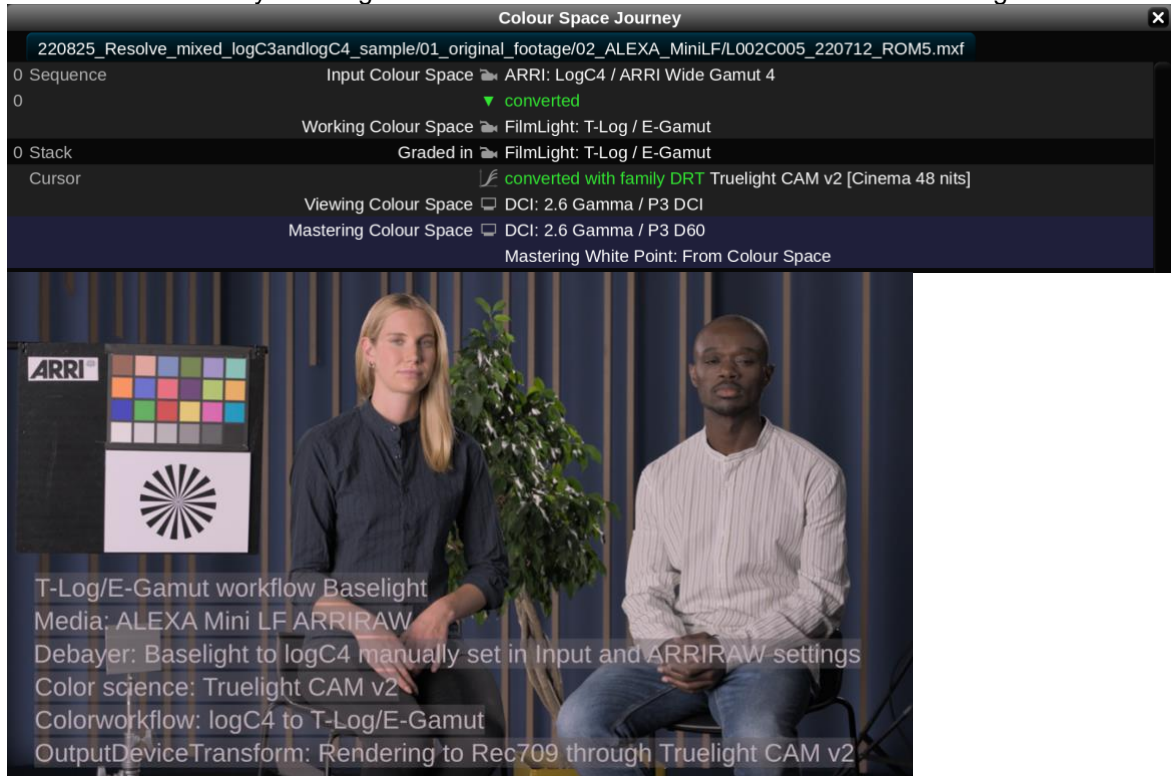 Colour Space Journey
220825_Resolve_mixed_logC3andlogC4_sample/01_original_footage/02_ALEXA_MiniLF/L002C005_220712_ROM5.mxf
0 Sequence Input Colour Space ARRI: LogC4 / ARRI Wide Gamut 4
0 ▼ converted
Working Colour Space FilmLight: T-Log / E-Gamut
0 Stack Graded in FilmLight: T-Log / E-Gamut
Cursor converted with family DRT Truelight CAM v2 [Cinema 48 nits]
Viewing Colour Space DCI: 2.6 Gamma / P3 DCI
Mastering Colour Space DCI: 2.6 Gamma / P3 D60
Mastering White Point: From Colour Space
ARRI
T-Log/E-Gamut workflow Baselight
Media: ALEXA Mini LF ARRIRAW
Debayer: Baselight to logC4 manually set in Input and ARRIRAW settings
Color science: Truelight CAM v2
Colorworkflow: logC4 to T-Log/E-Gamut
OutputDeviceTransform: Rendering to Rec709 through Truelight CAM v2